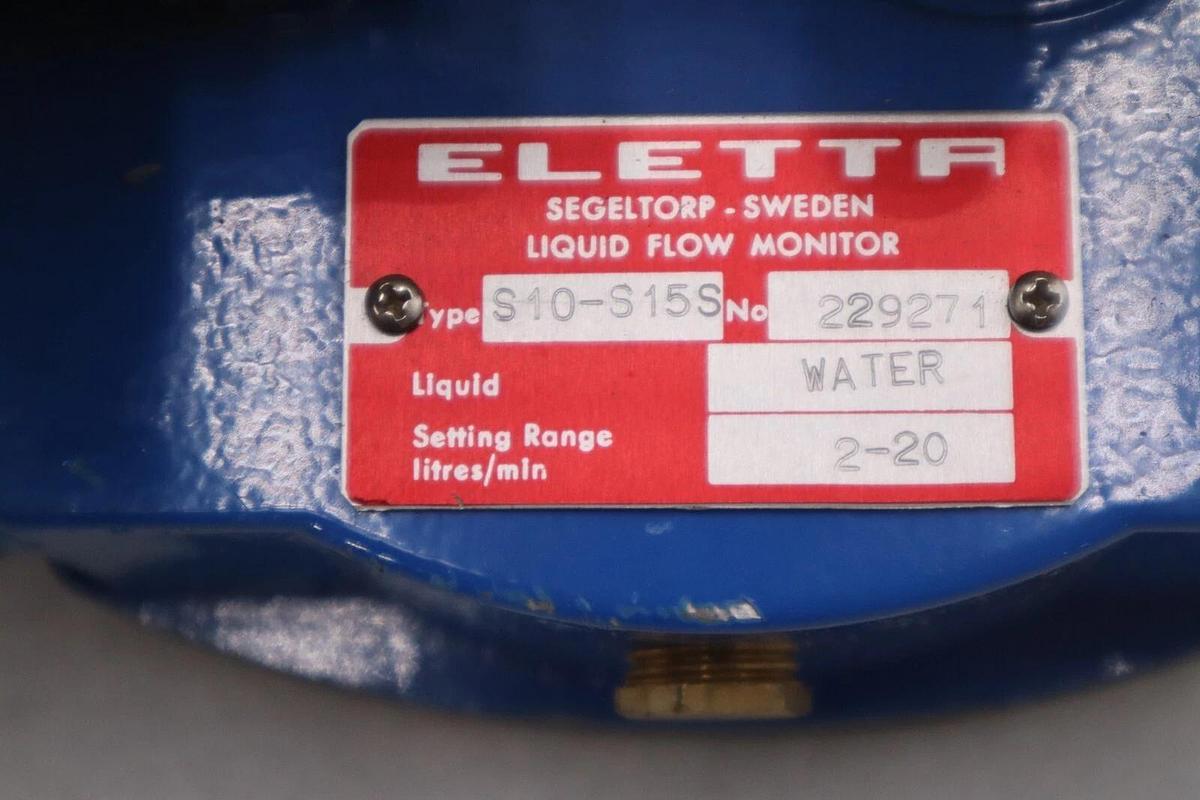 ELETTA
SEGELTORP - SWEDEN
LIQUID FLOW MONITOR
Type S10-S15S No 229271
Liquid WATER
Setting Range
litres/min 2-20